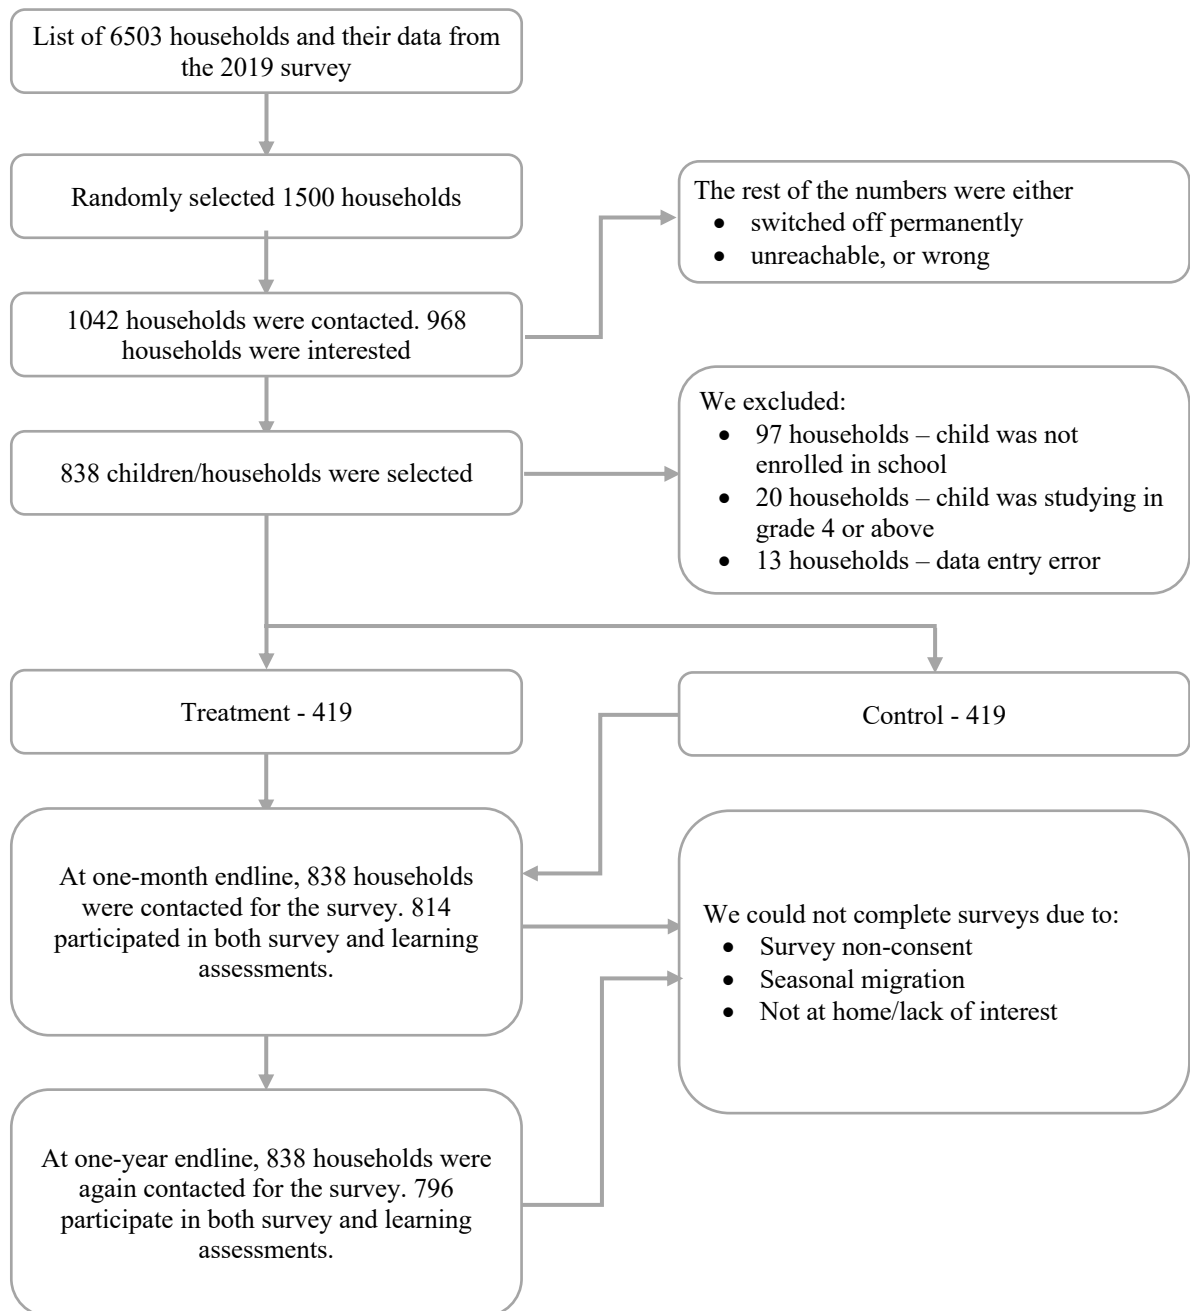 List of 6503 households and their data from
the 2019 survey
Randomly selected 1500 households
The rest of the numbers were either
• switched off permanently
• unreachable, or wrong
1042 households were contacted. 968
households were interested
We excluded:
• 97 households – child was not
enrolled in school
• 20 households – child was studying in
grade 4 or above
• 13 households – data entry error
838 children/households were selected
Treatment - 419
Control - 419
At one-month endline, 838 households
were contacted for the survey. 814
participated in both survey and learning
assessments.
We could not complete surveys due to:
• Survey non-consent
• Seasonal migration
• Not at home/lack of interest
At one-year endline, 838 households were
again contacted for the survey. 796
participate in both survey and learning
assessments.